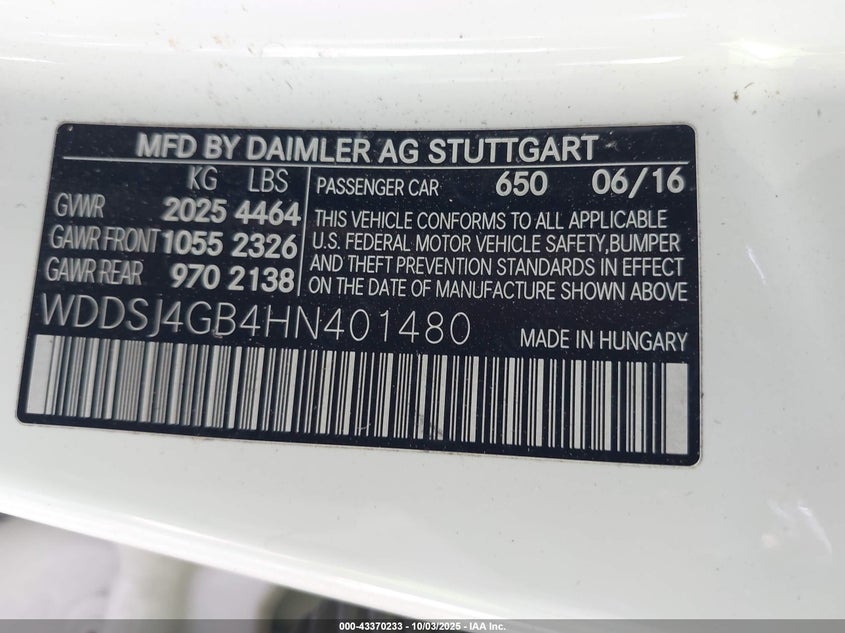 MFD BY DAIMLER AG STUTTGART
KG LBS
GVWR 2025 4464
GAWR FRONT 1055 2326
GAWR REAR 970 2138
PASSENGER CAR 650 06/16
THIS VEHICLE CONFORMS TO ALL APPLICABLE
U.S. FEDERAL MOTOR VEHICLE SAFETY,BUMPER
AND THEFT PREVENTION STANDARDS IN EFFECT
ON THE DATE OF MANUFACTURE SHOWN ABOVE
WDDSJ4GB4HN401480
MADE IN HUNGARY
000-43370233 - 10/03/2025 - IAA Inc.